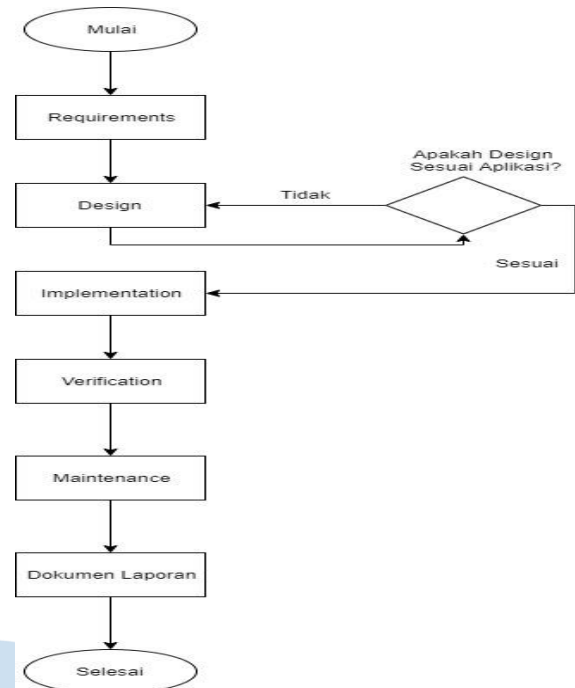 Mulai
Requirements
Apakah Design
Sesuai Aplikasi?
Design
Tidak
Sesuai
Implementation
Verification
Maintenance
Dokumen Laporan
Selesai